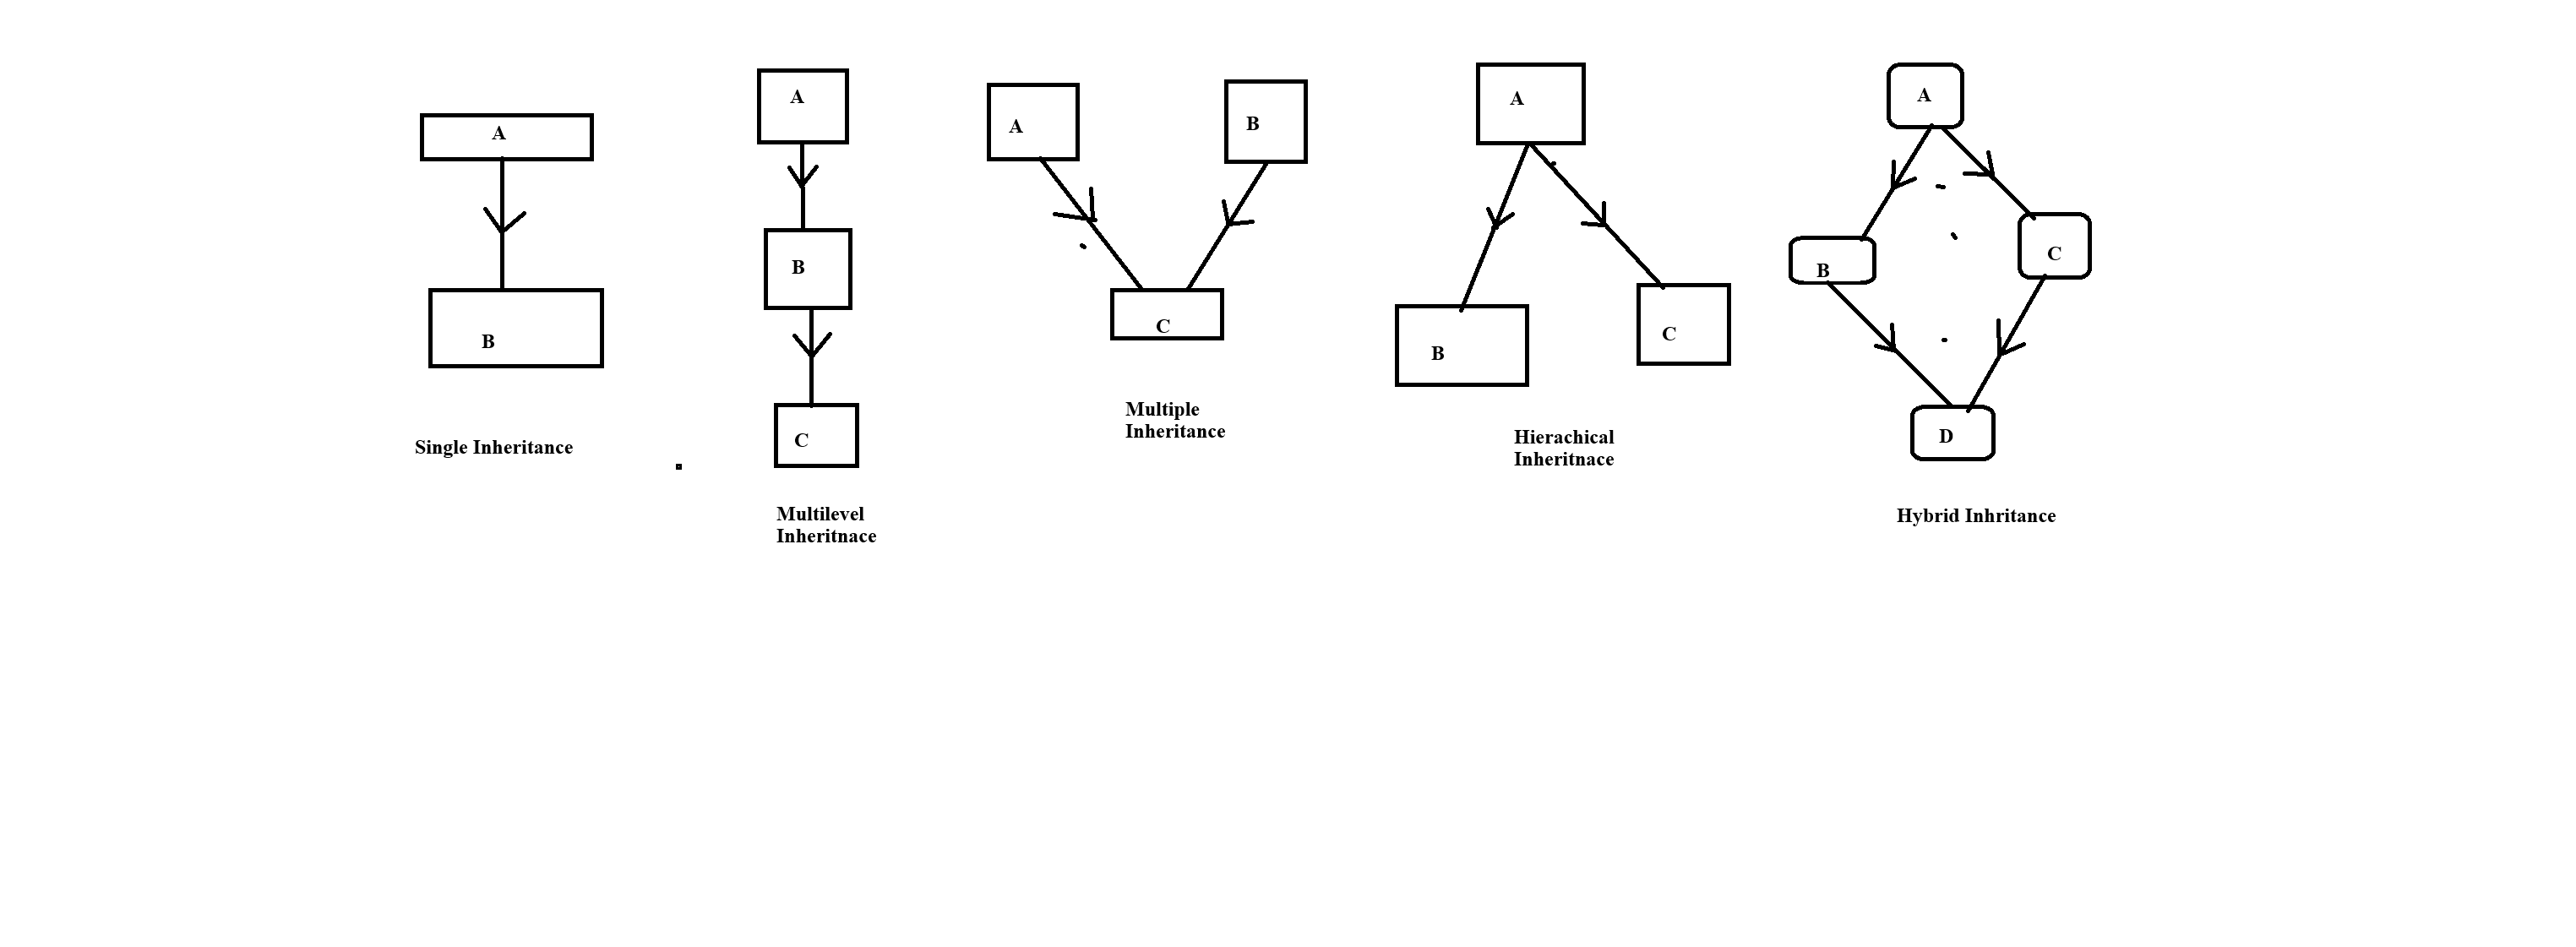 A
B
Single Inheritance
A
B
C
Multilevel
Inheritnace
A
B
C
Multiple
Inheritance
A
B
C
Hierachical
Inheritnace
A
B
C
D
Hybrid Inhritance